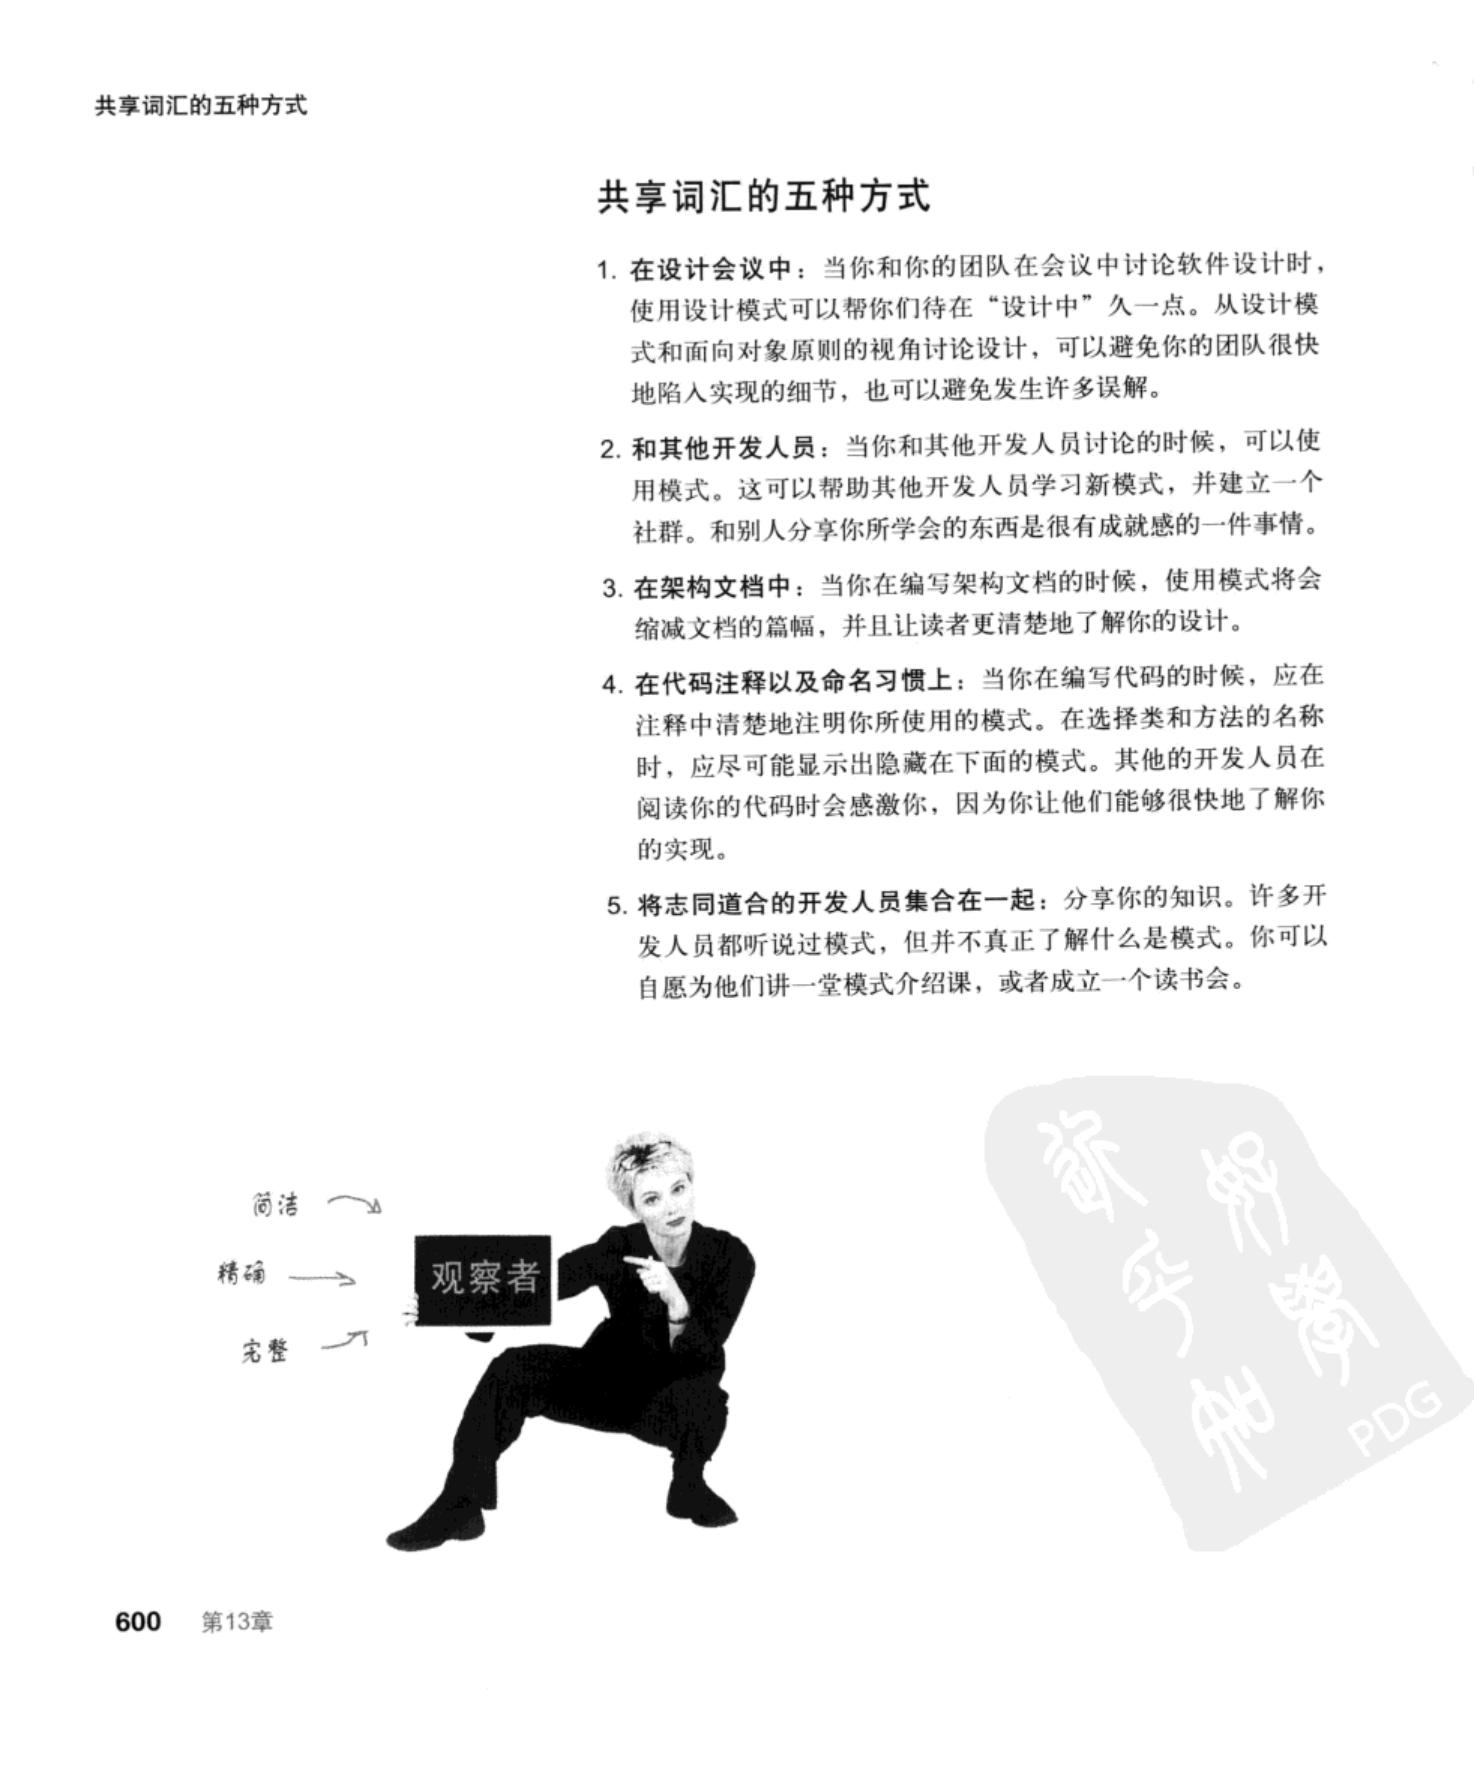 共享词汇的五种方式
共享词汇的五种方式
1. 在设计会议中：当你和你的团队在会议中讨论软件设计时，
使用设计模式可以帮你们待在“设计中”久一点。从设计模
式和面向对象原则的视角讨论设计，可以避免你的团队很快
地陷入实现的细节，也可以避免发生许多误解。
2. 和其他开发人员：当你和其他开发人员讨论的时候，可以使
用模式。这可以帮助其他开发人员学习新模式，并建立一个
社群。和别人分享你所学会的东西是很有成就感的一件事情。
3. 在架构文档中：当你在编写架构文档的时候，使用模式将会
缩减文档的篇幅，并且让读者更清楚地了解你的设计。
4. 在代码注释以及命名习惯上：当你在编写代码的时候，应在
注释中清楚地注明你所使用的模式。在选择类和方法的名称
时，应尽可能显示出隐藏在下面的模式。其他的开发人员在
阅读你的代码时会感激你，因为你让他们能够很快地了解你
的实现。
5. 将志同道合的开发人员集合在一起：分享你的知识。许多开
发人员都听说过模式，但并不真正了解什么是模式。你可以
自愿为他们讲一堂模式介绍课，或者成立一个读书会。
简洁
精确
完整
观察者
PDG
600 第13章